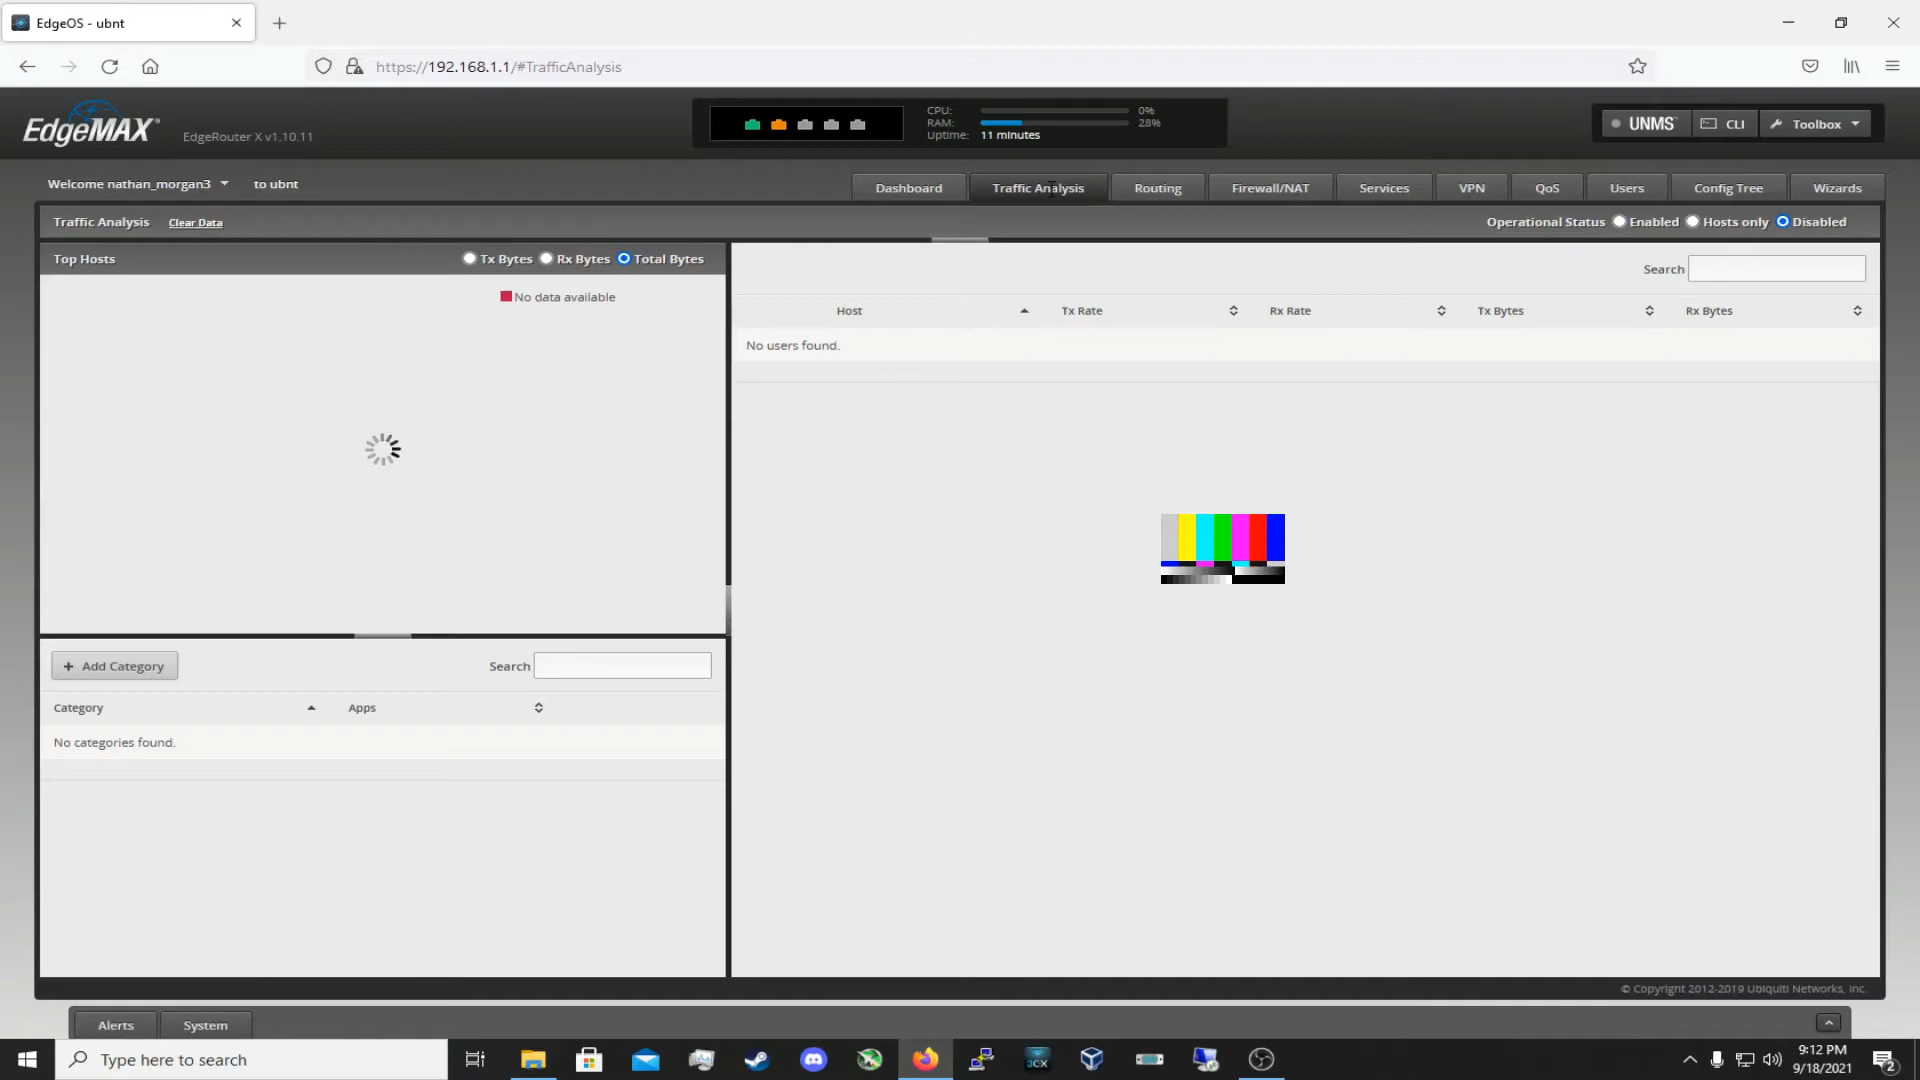 EdgeOS - ubnt
https://192.168.1.1/#TrafficAnalysis
EdgeMAX
EdgeRouter X v1.10.11
CPU: 0%
RAM: 28%
Uptime: 11 minutes
UNMS
CLI
Toolbox
Welcome nathan_morgan3
to ubnt
Dashboard
Traffic Analysis
Routing
Firewall/NAT
Services
VPN
QoS
Users
Config Tree
Wizards
Traffic Analysis
Clear Data
Operational Status Enabled Hosts only Disabled
Top Hosts
Tx Bytes Rx Bytes Total Bytes
No data available
Search
Host Tx Rate Rx Rate Tx Bytes Rx Bytes
No users found.
+ Add Category
Search
Category Apps
No categories found.
© Copyright 2012-2019 Ubiquiti Networks, Inc.
Alerts
System
Type here to search
3CX
9:12 PM
9/18/2021
2